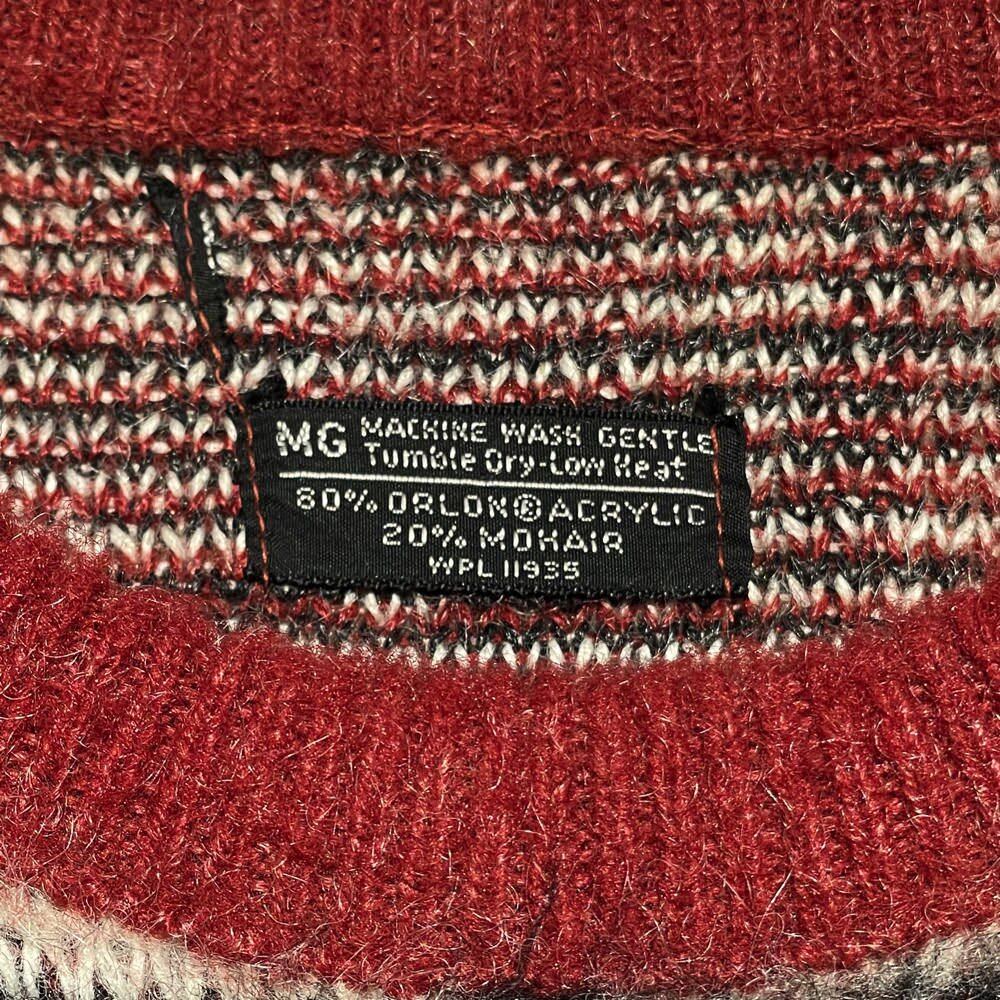 MG MACHINE WASH GENTLE
Tumble Dry-Low Heat
80% ORLON® ACRYLIC
20% MOHAIR
WPL 11935